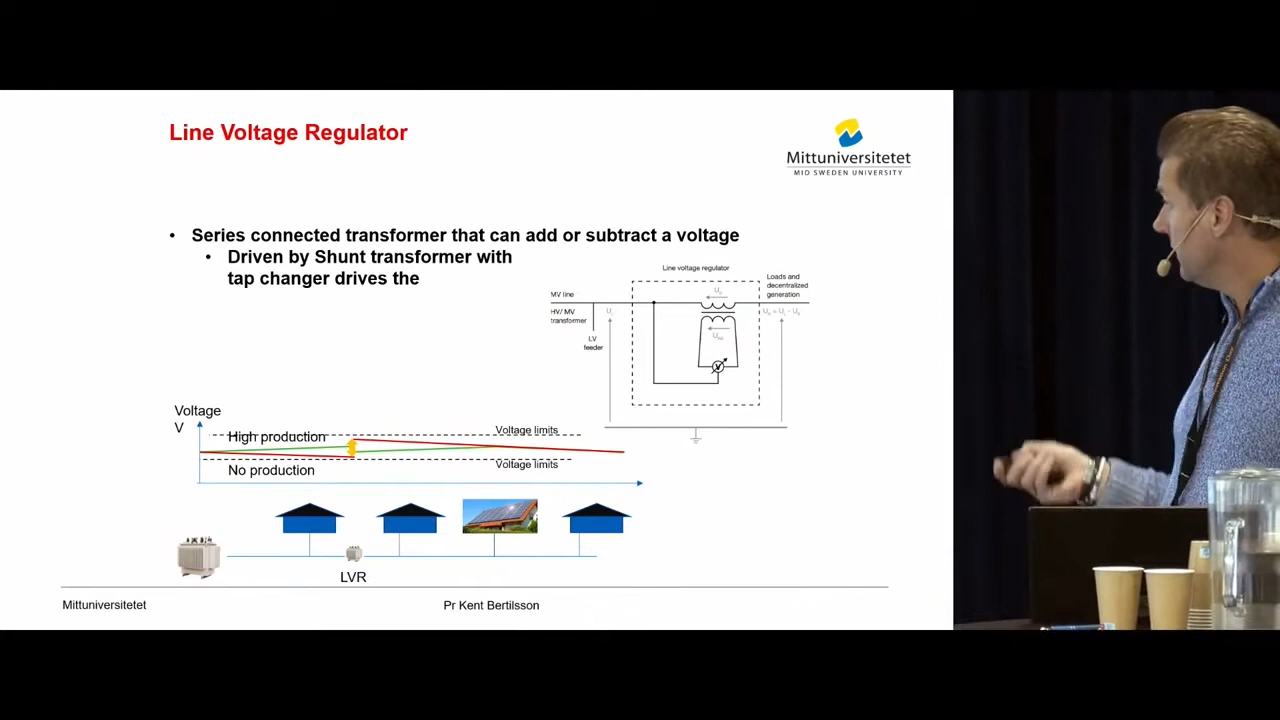 Line Voltage Regulator
Mittuniversitetet
MID SWEDEN UNIVERSITY
• Series connected transformer that can add or subtract a voltage
• Driven by Shunt transformer with
tap changer drives the
Line voltage regulator
Loads and
decentralized
generation
MV line
HV/ MV
transformer
LV
feeder
Voltage
V
High production
Voltage limits
No production
Voltage limits
LVR
Mittuniversitetet
Pr Kent Bertilsson